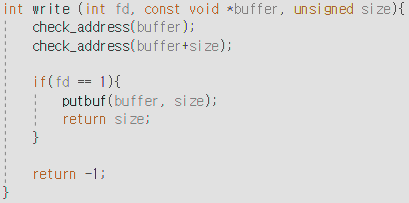 int write (int fd, const void *buffer, unsigned size){
check_address(buffer);
check_address(buffer+size);
if(fd == 1){
putbuf(buffer, size);
return size;
}
return -1;
}